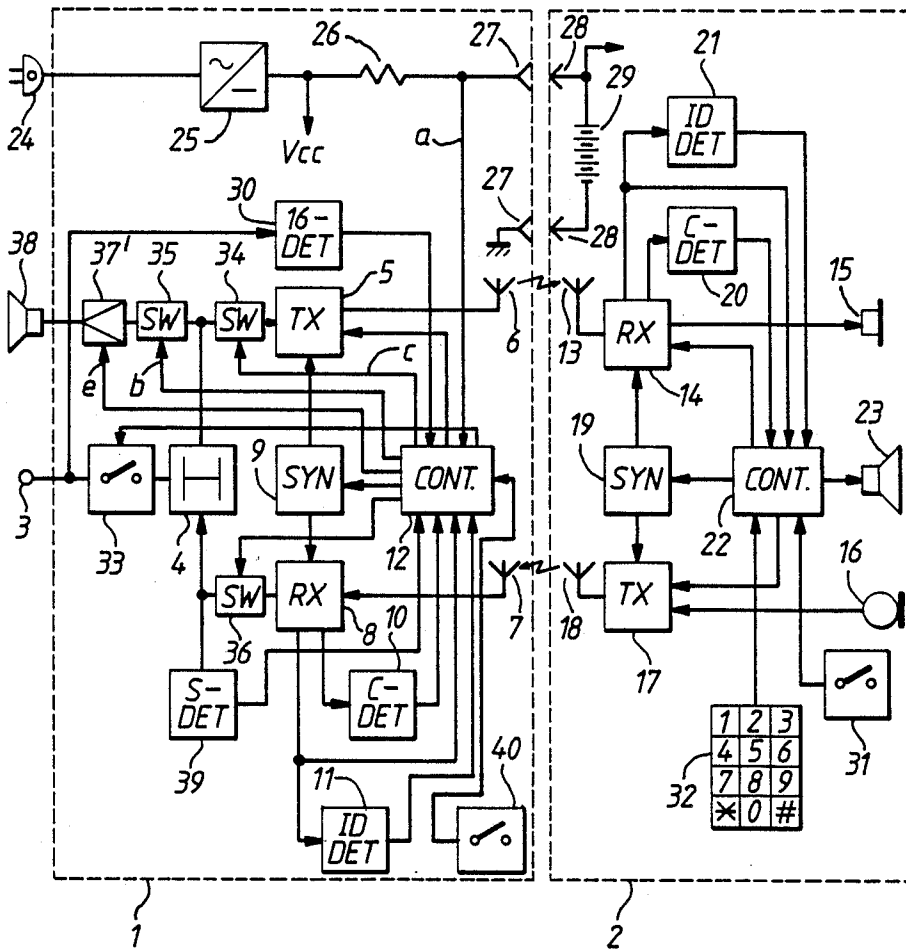 26
27
28
21
29
ID
DET
24
25
Vcc
a
27
28
30
16-
DET
C-
DET
20
15
38
37'
35
34
5
SW
SW
TX
6
13
RX
14
e
b
c
23
9
19
SYN
CONT.
SYN
CONT.
3
33
4
12
22
16
SW
RX
8
7
18
TX
17
36
10
S-
DET
C-
DET
39
31
32
1 2 3
4 5 6
7 8 9
* 0 #
11
40
ID
DET
1
2